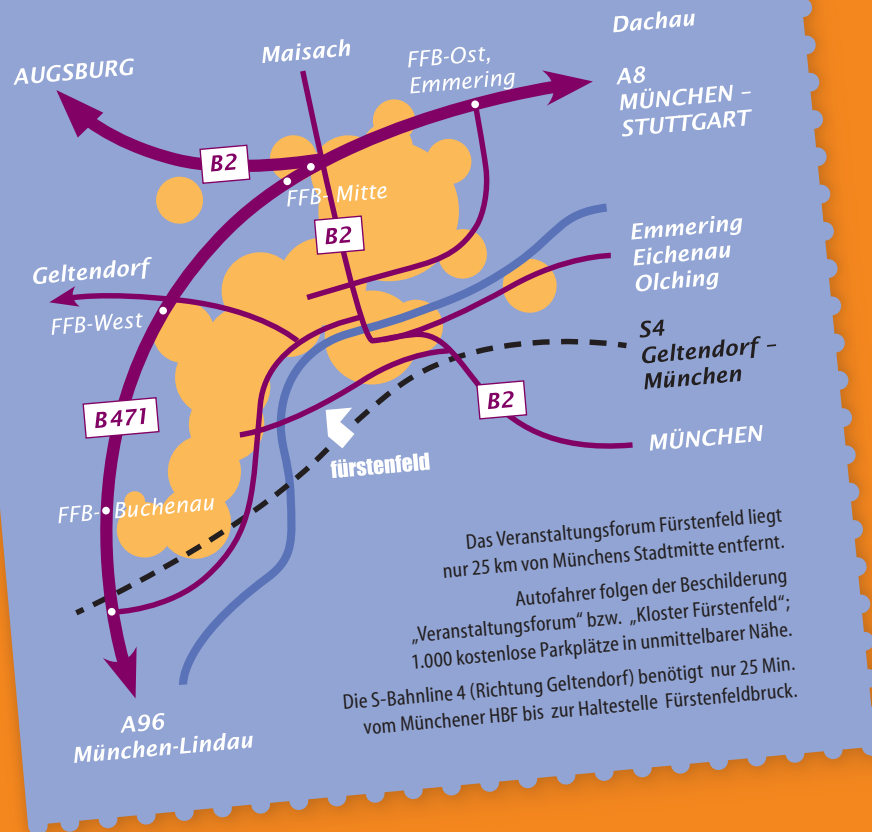 Dachau
Maisach
FFB-Ost,
Emmering
AUGSBURG
A8
MÜNCHEN –
STUTTGART
B2
FFB- Mitte
B2
Emmering
Eichenau
Olching
Geltendorf
FFB-West
S4
Geltendorf –
München
B471
B2
MÜNCHEN
fürstenfeld
FFB- Buchenau
A96
München-Lindau
Das Veranstaltungsforum Fürstenfeld liegt
nur 25 km von Münchens Stadtmitte entfernt.
Autofahrer folgen der Beschilderung
„Veranstaltungsforum“ bzw. „Kloster Fürstenfeld“;
1.000 kostenlose Parkplätze in unmittelbarer Nähe.
Die S-Bahnline 4 (Richtung Geltendorf) benötigt nur 25 Min.
vom Münchener HBF bis zur Haltestelle Fürstenfeldbruck.